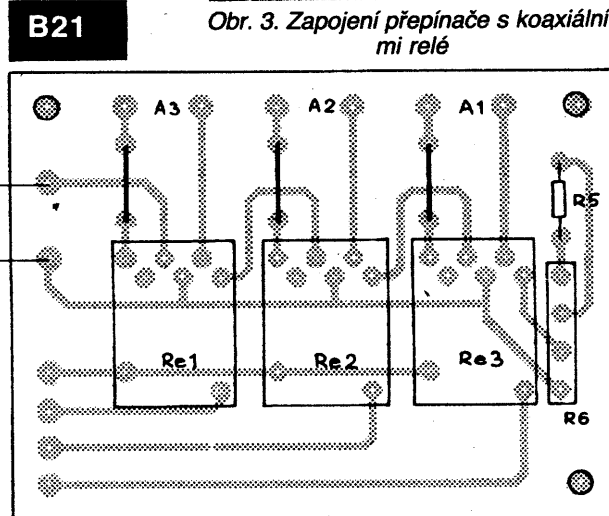 B21
Obr. 3. Zapojení přepínače s koaxiální
mi relé
A3 A2 A1
R5
Re1 Re2 Re3
R6